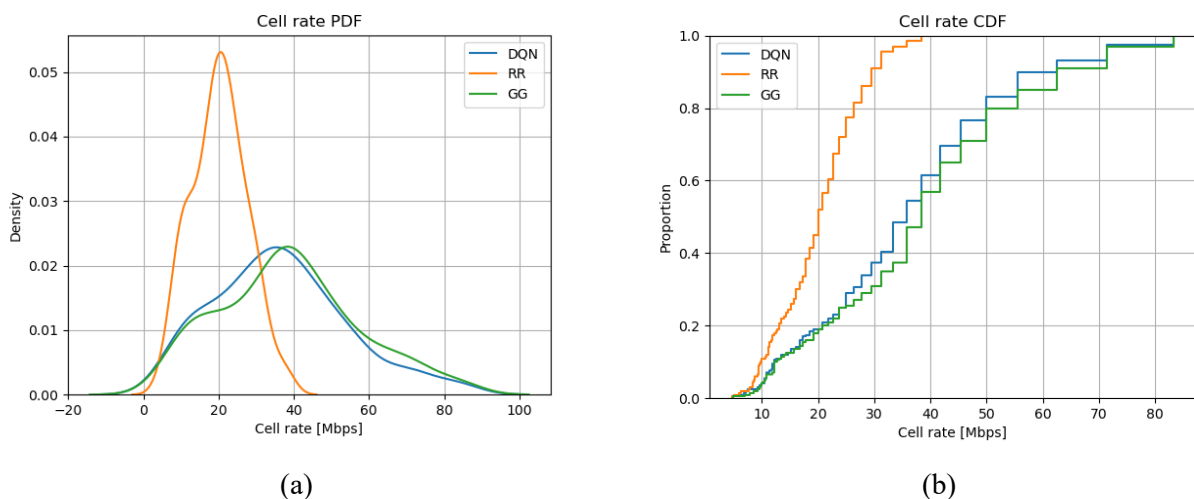 Cell rate PDF
0.05
0.04
0.03
0.02
0.01
0.00
Density
DQN
RR
GG
−20
0
20
40
60
80
100
Cell rate [Mbps]
(a)
Cell rate CDF
1.0
0.8
0.6
0.4
0.2
0.0
Proportion
DQN
RR
GG
10
20
30
40
50
60
70
80
Cell rate [Mbps]
(b)